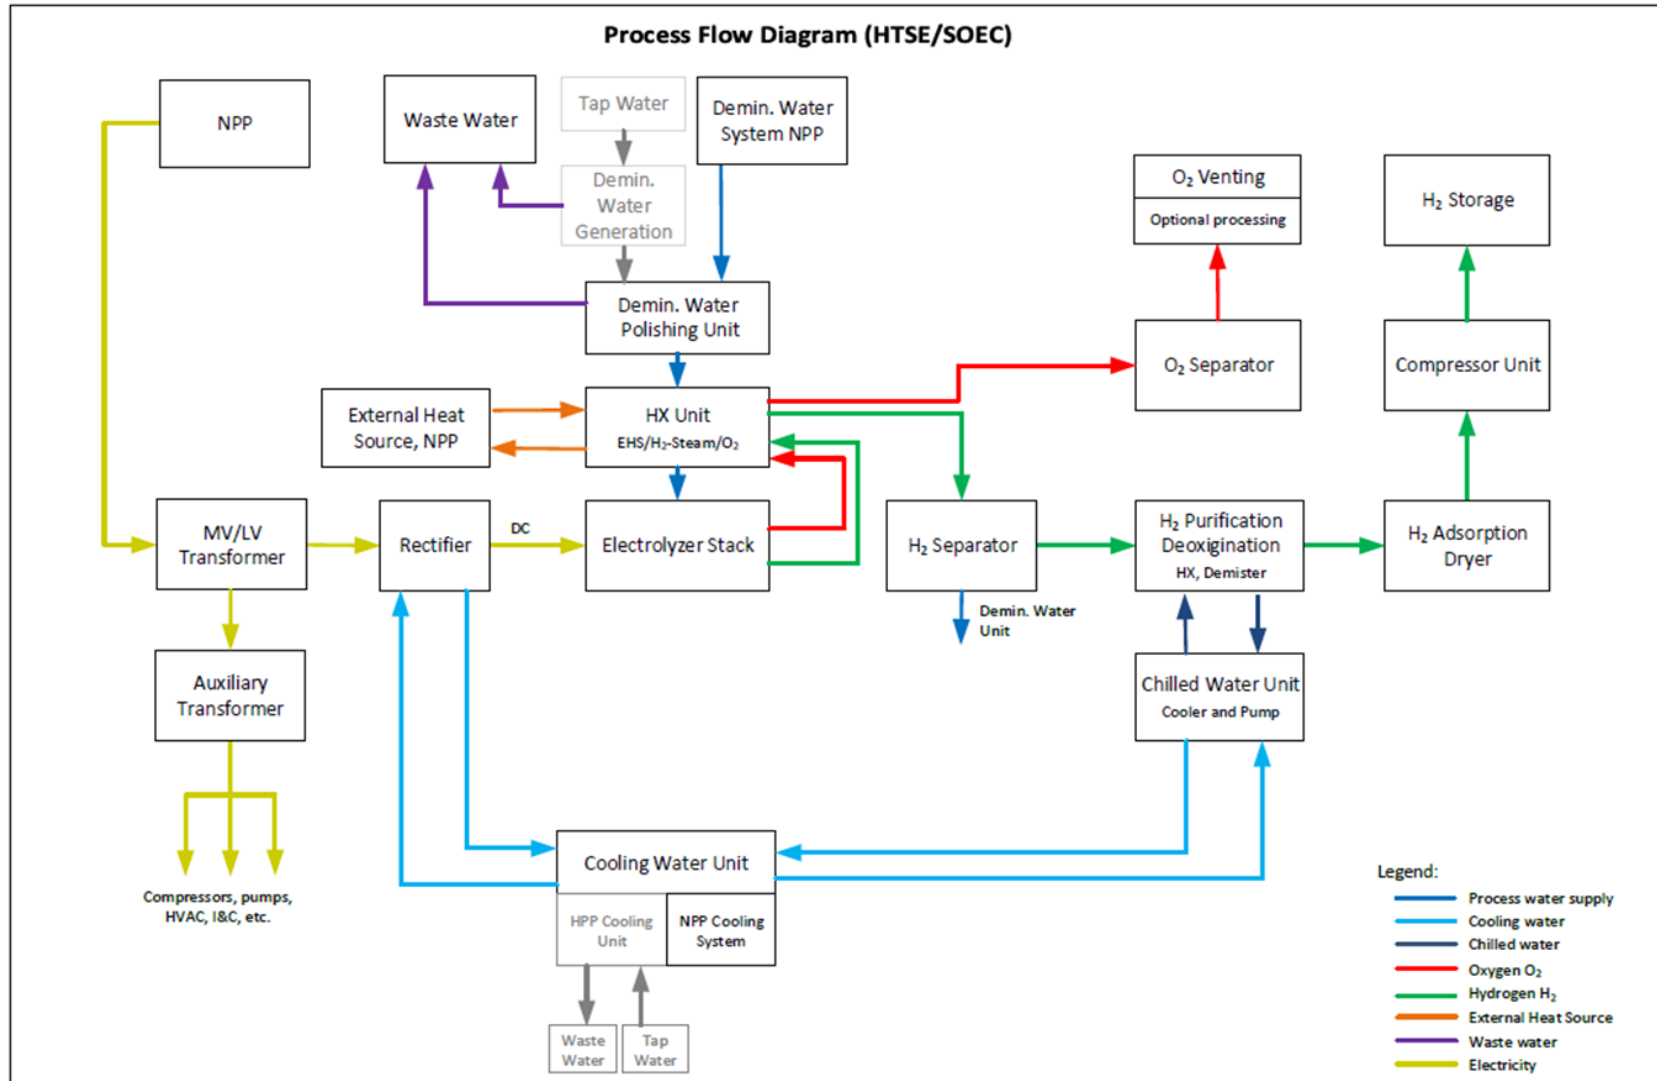 Process Flow Diagram (HTSE/SOEC)
NPP
Waste Water
Tap Water
Demin. Water
System NPP
Demin.
Water
Generation
O₂ Venting
Optional processing
H₂ Storage
Demin. Water
Polishing Unit
O₂ Separator
Compressor Unit
External Heat
Source, NPP
HX Unit
EHS/H₂-Steam/O₂
MV/LV
Transformer
Rectifier
DC
Electrolyzer Stack
H₂ Separator
H₂ Purification
Deoxigination
HX, Demister
H₂ Adsorption
Dryer
Demin. Water
Unit
Auxiliary
Transformer
Chilled Water Unit
Cooler and Pump
Compressors, pumps,
HVAC, I&C, etc.
Cooling Water Unit
HPP Cooling
Unit
NPP Cooling
System
Waste
Water
Tap
Water
Legend:
Process water supply
Cooling water
Chilled water
Oxygen O₂
Hydrogen H₂
External Heat Source
Waste water
Electricity